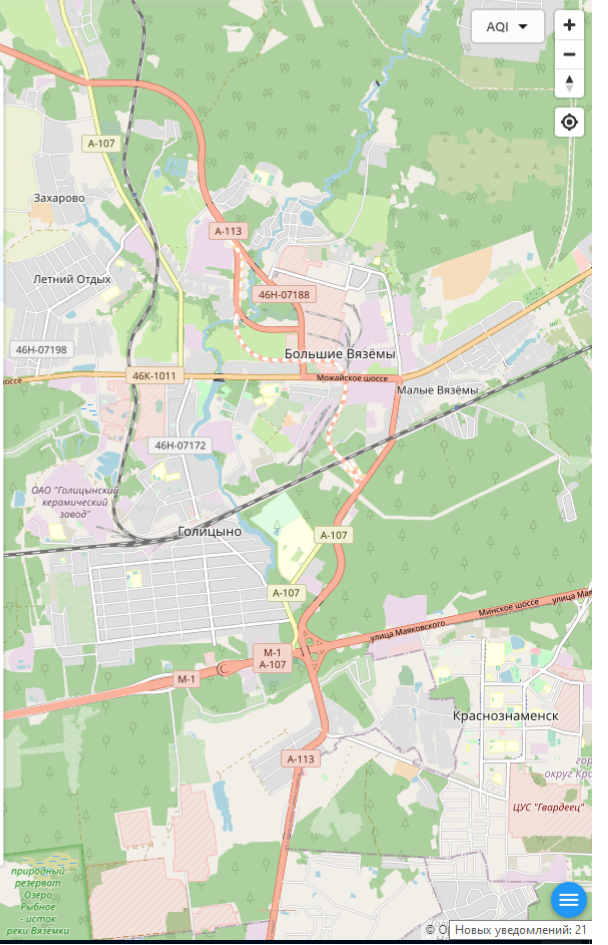 AQI
А-107
Захарово
А-113
Летний Отдых
46Н-07188
46Н-07198
Большие Вязёмы
46К-1011
Можайское шоссе
Малые Вязёмы
46Н-07172
ОАО "Голицынский
керамический
завод"
Голицыно
А-107
А-107
Минское шоссе
улица Маяковского
М-1
А-107
М-1
Краснознаменск
А-113
ЦУС "Гвардеец"
природный
резерват
Озеро
Рыбное
- исток
реки Вяземки
Новых уведомлений: 21